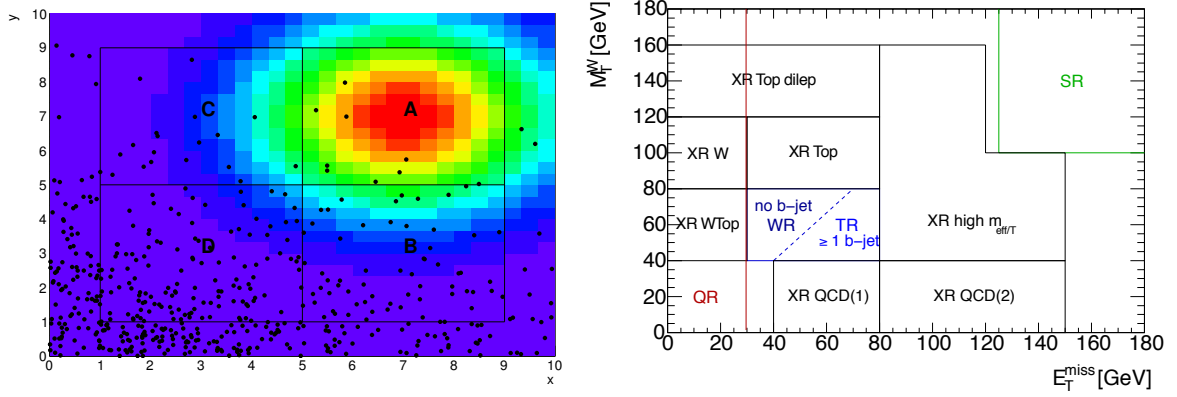 y
10
9
8
7
6
5
4
3
2
1
0
C
A
D
B
0 1 2 3 4 5 6 7 8 9 10
x
M_T^W [GeV]
180
160
140
120
100
80
60
40
20
0
XR Top dilep
SR
XR W
XR Top
no b-jet
XR WTop
WR
TR
≥ 1 b-jet
XR high m_eff/T
QR
XR QCD(1)
XR QCD(2)
0 20 40 60 80 100 120 140 160 180
E_T^miss [GeV]